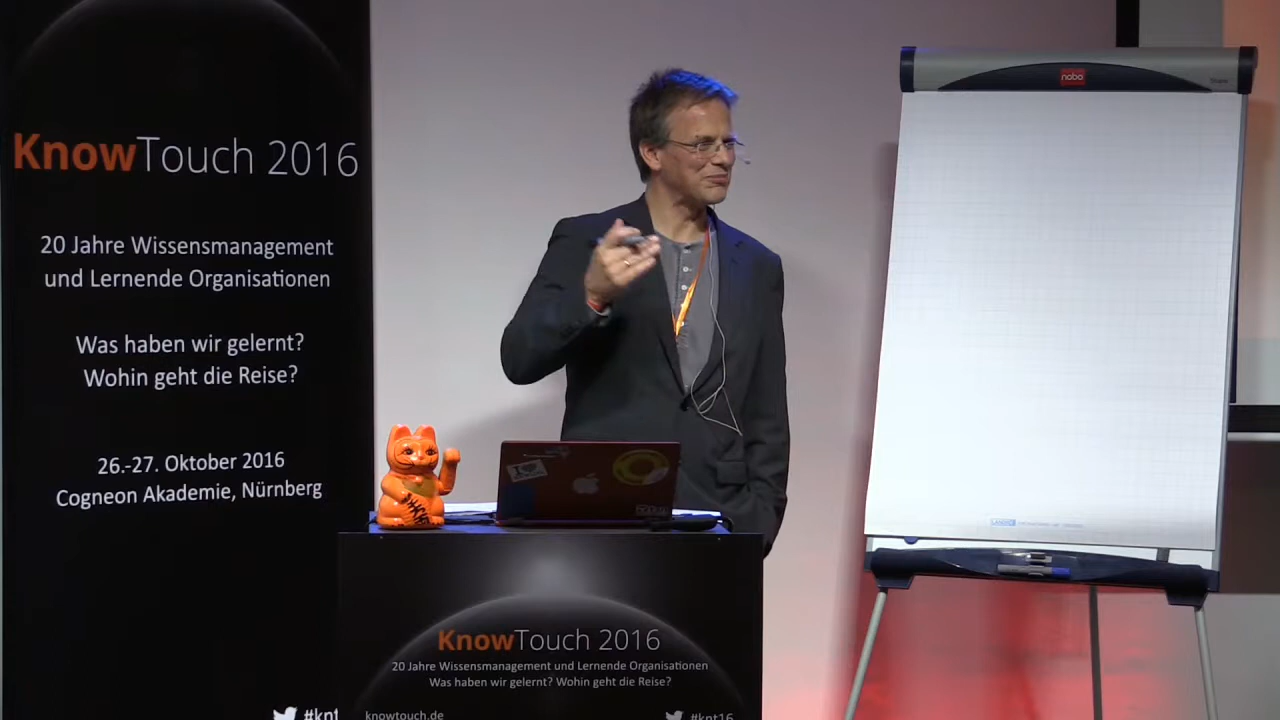 KnowTouch 2016
20 Jahre Wissensmanagement
und Lernende Organisationen
Was haben wir gelernt?
Wohin geht die Reise?
26.-27. Oktober 2016
Cogneon Akademie, Nürnberg
#knt
nobo
KnowTouch 2016
20 Jahre Wissensmanagement und Lernende Organisationen
Was haben wir gelernt? Wohin geht die Reise?
knowtouch.de
#knt16